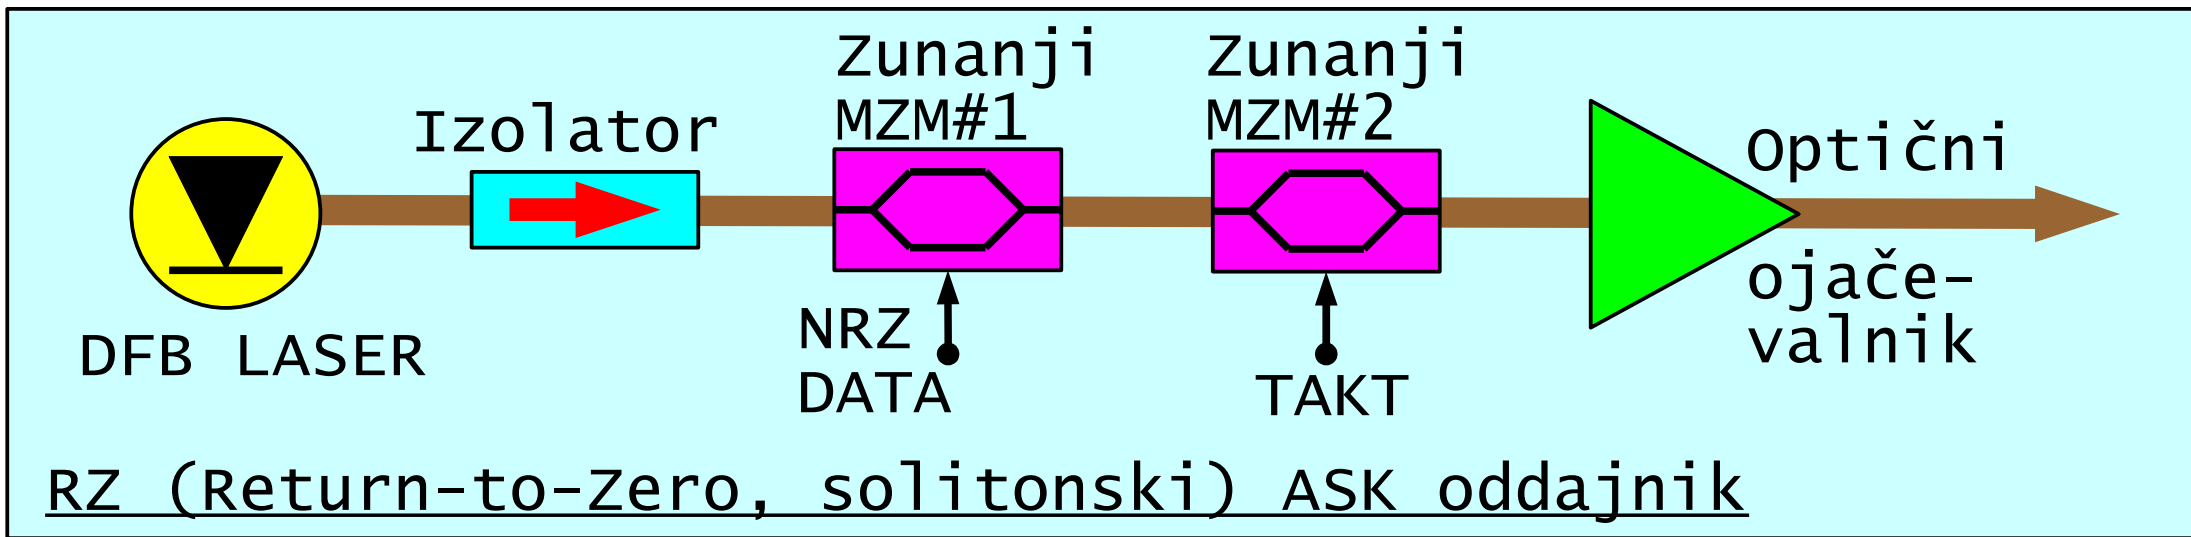 DFB LASER
Izolator
Zunanji
MZM#1
NRZ
DATA
Zunanji
MZM#2
TAKT
Optični
ojače-
valnik
RZ (Return-to-Zero, solitonski) ASK oddajnik